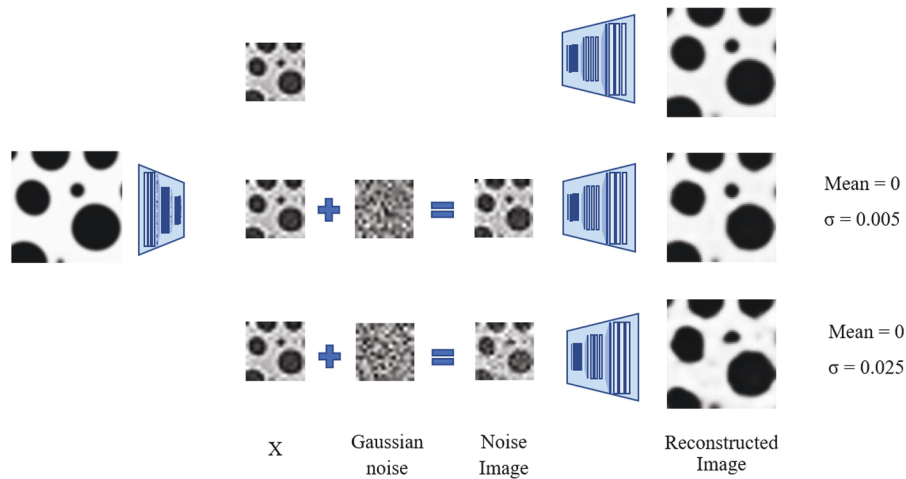 Mean = 0
σ = 0.005
Mean = 0
σ = 0.025
X
Gaussian
noise
Noise
Image
Reconstructed
Image